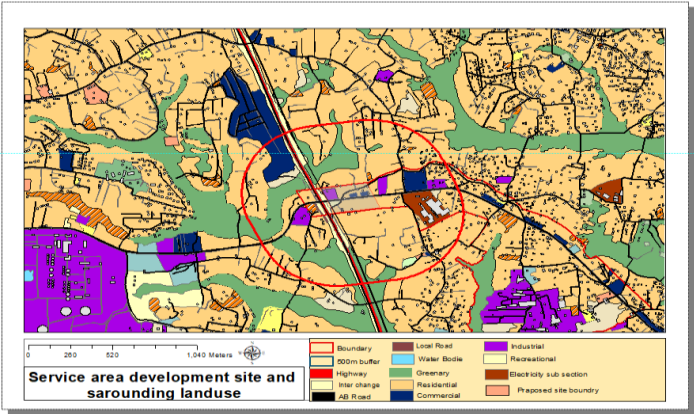 0 260 520 1,040 Meters
Service area development site and
sarounding landuse
Boundary
500m buffer
Highway
Inter change
AB Road
Local Road
Water Bodie
Greenary
Residential
Commercial
Industrial
Recreational
Electricity sub section
Proposed site boundry